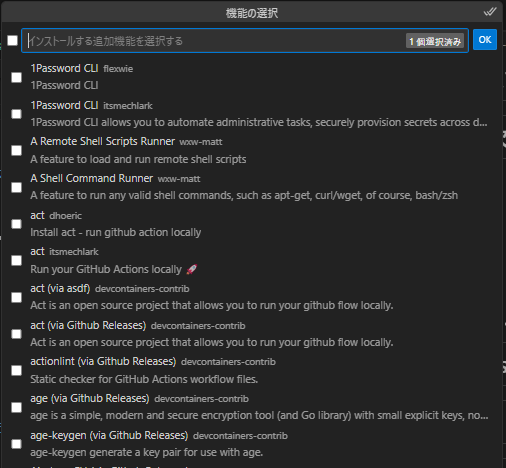 機能の選択
インストールする追加機能を選択する
1 個選択済み
OK
1Password CLI flexwie
1Password CLI
1Password CLI itsmechlark
1Password CLI allows you to automate administrative tasks, securely provision secrets across d...
A Remote Shell Scripts Runner wxw-matt
A feature to load and run remote shell scripts
A Shell Command Runner wxw-matt
A feature to run any valid shell commands, such as apt-get, curl/wget, of course, bash/zsh
act dhoeric
Install act - run github action locally
act itsmechlark
Run your GitHub Actions locally 🚀
act (via asdf) devcontainers-contrib
Act is an open source project that allows you to run your github flow locally.
act (via Github Releases) devcontainers-contrib
Act is an open source project that allows you to run your github flow locally.
actionlint (via Github Releases) devcontainers-contrib
Static checker for GitHub Actions workflow files.
age (via Github Releases) devcontainers-contrib
age is a simple, modern and secure encryption tool (and Go library) with small explicit keys, no...
age-keygen (via Github Releases) devcontainers-contrib
age-keygen generate a key pair for use with age.